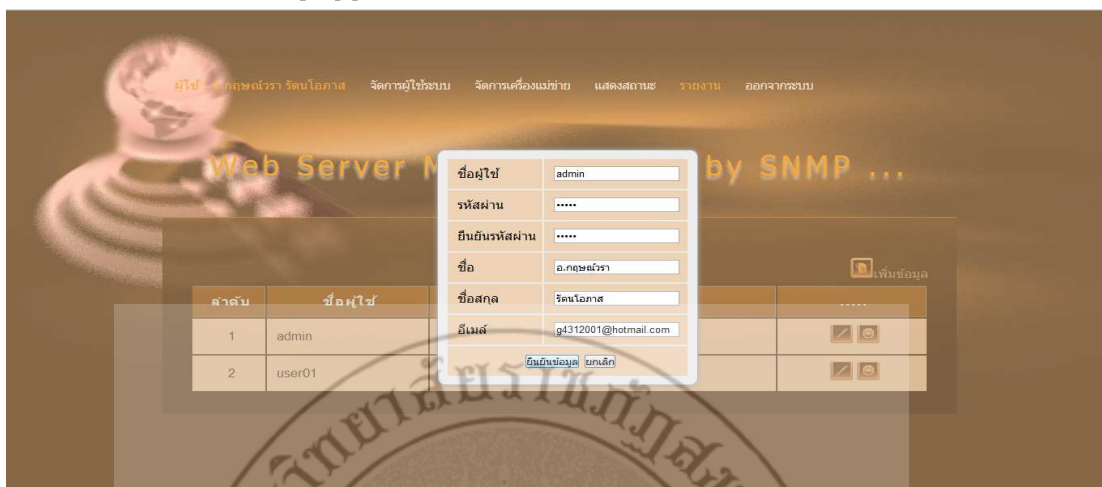 ผู้ใช้ : อ.กฤษณ์วรา รัตนโอภาส จัดการผู้ใช้ระบบ จัดการเครื่องแม่ข่าย แสดงสถานะ รายงาน ออกจากระบบ
Web Server M by SNMP ...
ชื่อผู้ใช้ admin
รหัสผ่าน •••••
ยืนยันรหัสผ่าน •••••
ชื่อ อ.กฤษณ์วรา
ชื่อสกุล รัตนโอภาส
อีเมล์ g4312001@hotmail.com
ยืนยันข้อมูล ยกเลิก
เพิ่มข้อมูล
ลำดับ ชื่อผู้ใช้ .....
1 admin
2 user01